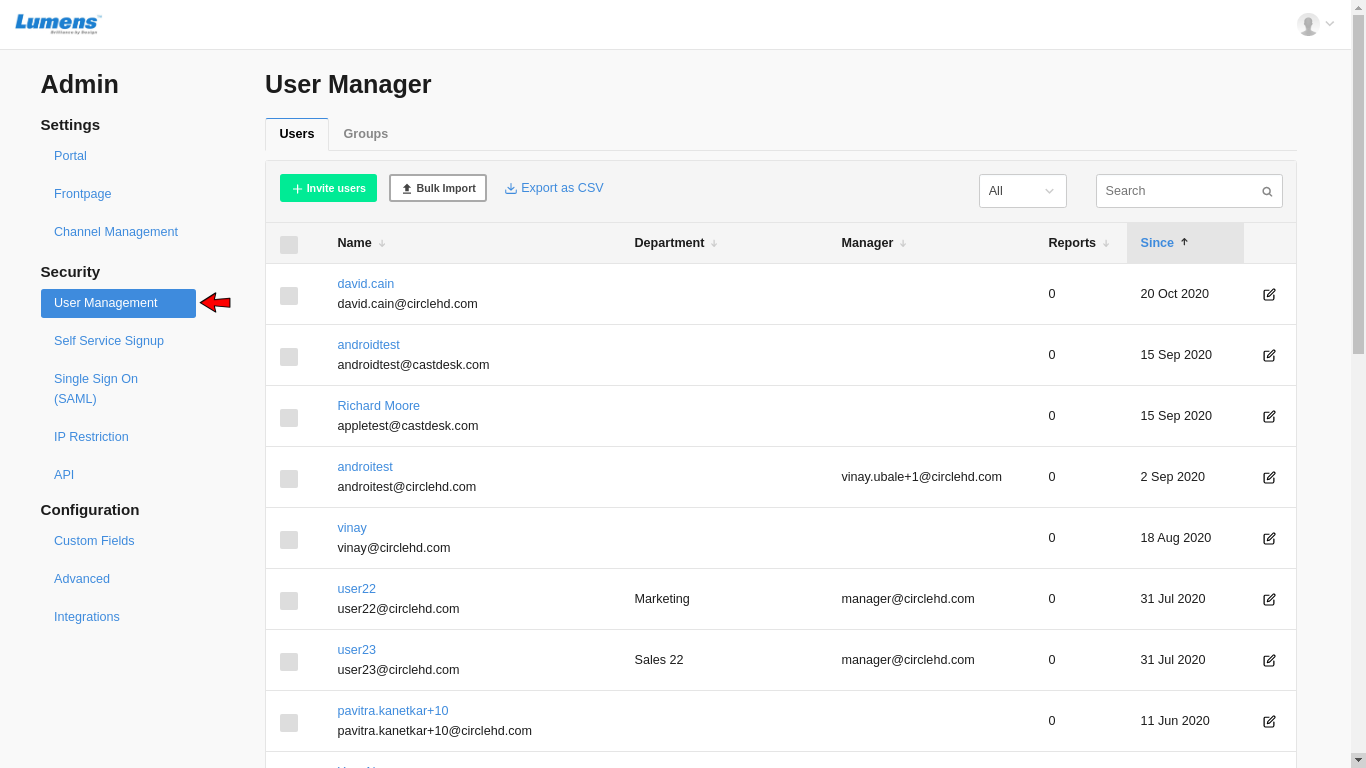 Lumens
Admin
User Manager
Settings
Portal
Frontpage
Channel Management
Security
User Management
Self Service Signup
Single Sign On
(SAML)
IP Restriction
API
Configuration
Custom Fields
Advanced
Integrations
Users Groups
Invite users Bulk Import Export as CSV All Search
Name Department Manager Reports Since
david.cain
david.cain@circlehd.com 0 20 Oct 2020
androidtest
androidtest@castdesk.com 0 15 Sep 2020
Richard Moore
appletest@castdesk.com 0 15 Sep 2020
androitest
androitest@circlehd.com vinay.ubale+1@circlehd.com 0 2 Sep 2020
vinay
vinay@circlehd.com 0 18 Aug 2020
user22
user22@circlehd.com Marketing manager@circlehd.com 0 31 Jul 2020
user23
user23@circlehd.com Sales 22 manager@circlehd.com 0 31 Jul 2020
pavitra.kanetkar+10
pavitra.kanetkar+10@circlehd.com 0 11 Jun 2020